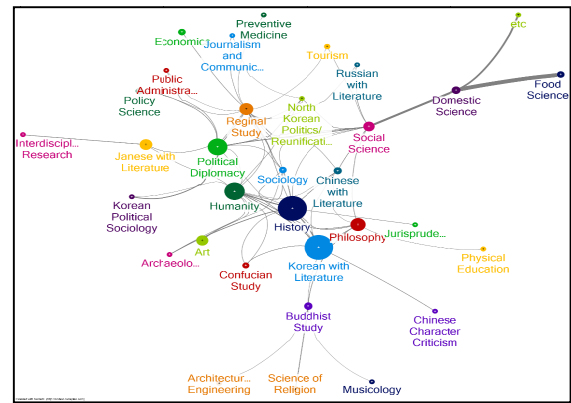 Preventive
Medicine
etc
Economics
Journalism
and
Communic...
Tourism
Public
Administra...
Policy
Science
Russian
with
Literature
Food
Science
Domestic
Science
Reginal
Study
North
Korean
Politics/
Reunificati...
Social
Science
Interdiscipl...
Research
Janese with
Literature
Political
Diplomacy
Sociology
Chinese
with
Literature
Korean
Political
Sociology
Humanity
History
Philosophy
Jurisprude...
Art
Archaeolo...
Confucian
Study
Korean with
Literature
Physical
Education
Buddhist
Study
Chinese
Character
Criticism
Architectur...
Engineering
Science of
Religion
Musicology